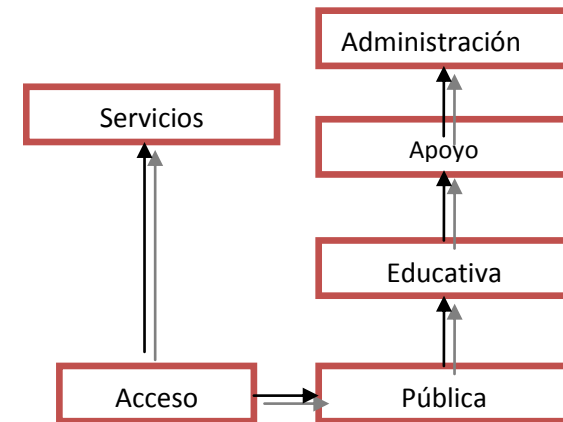 Administración
Servicios
Apoyo
Educativa
Acceso
Pública